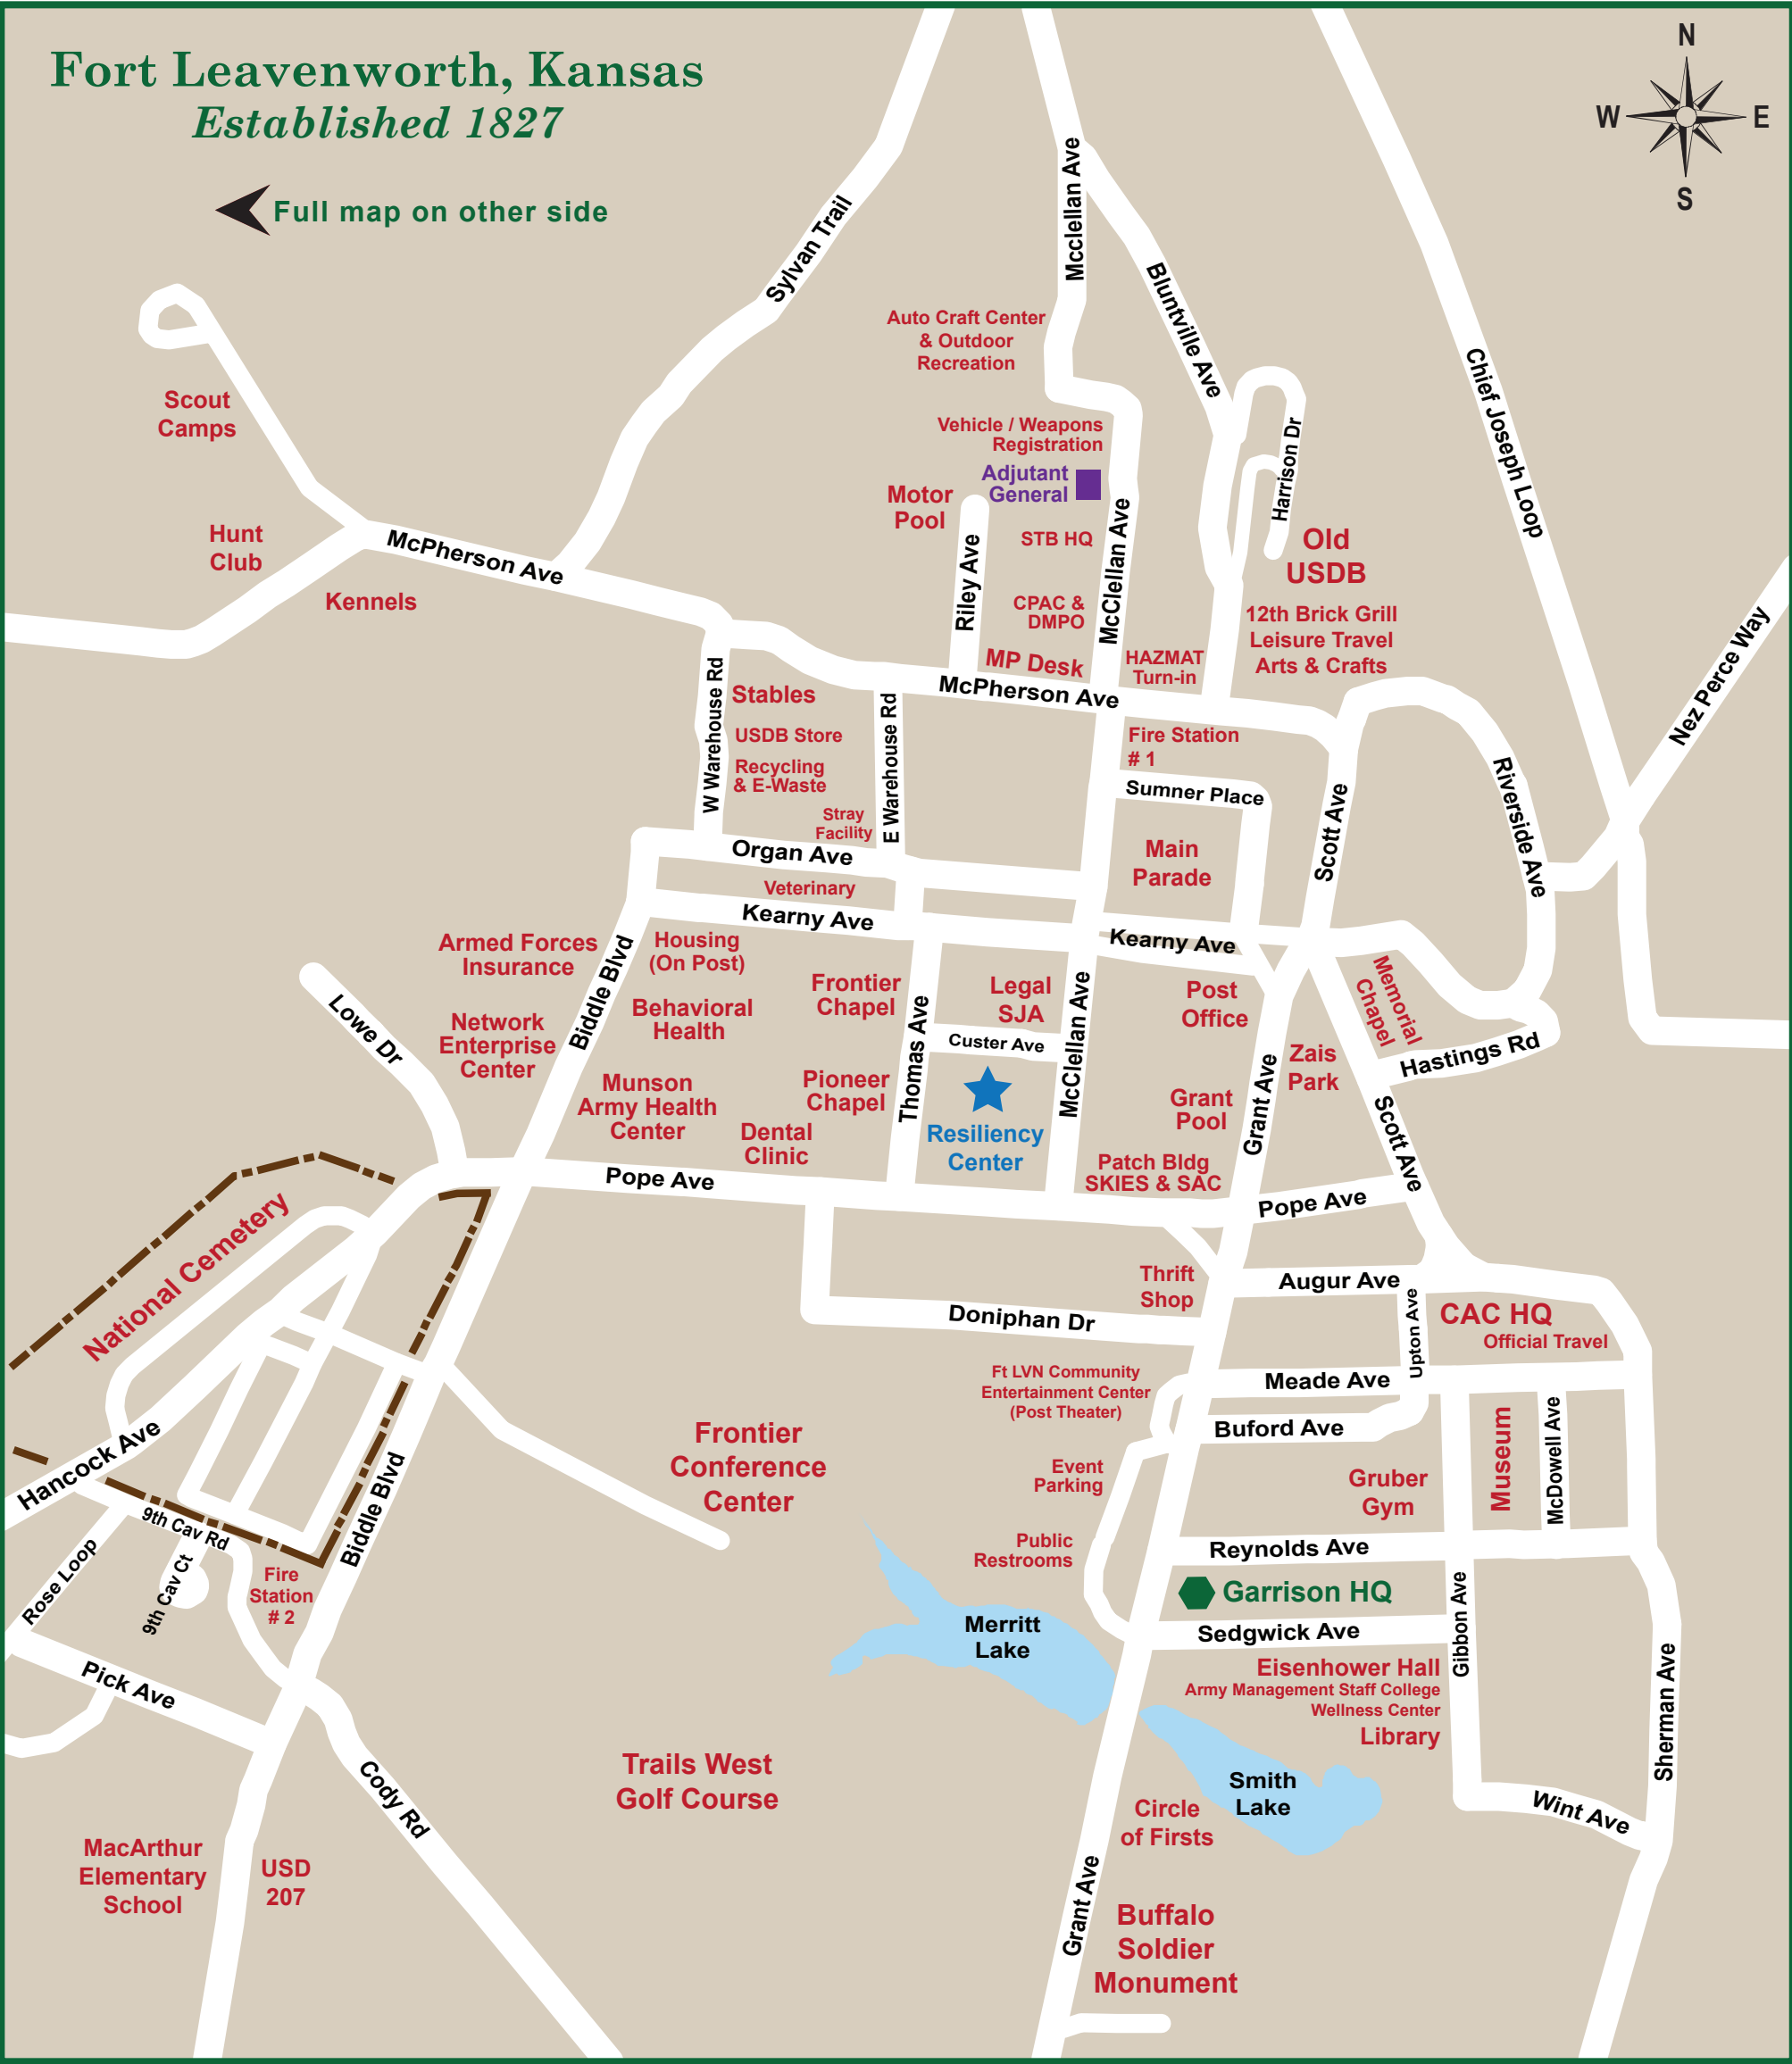 Fort Leavenworth, Kansas
Established 1827
Full map on other side
N
W
E
S
Sylvan Trail
Mcclellan Ave
Bluntville Ave
Chief Joseph Loop
Auto Craft Center
& Outdoor
Recreation
Scout
Camps
Vehicle / Weapons
Registration
Adjutant
General
Harrison Dr
Motor
Pool
Hunt
Club
McPherson Ave
Kennels
Riley Ave
STB HQ
McClellan Ave
CPAC &
DMPO
Old
USDB
12th Brick Grill
Leisure Travel
Arts & Crafts
MP Desk
HAZMAT
Turn-in
McPherson Ave
Nez Perce Way
W Warehouse Rd
Stables
USDB Store
Recycling
& E-Waste
Stray
Facility
E Warehouse Rd
Fire Station
# 1
Sumner Place
Main
Parade
Scott Ave
Riverside Ave
Organ Ave
Veterinary
Kearny Ave
Kearny Ave
Armed Forces
Insurance
Housing
(On Post)
Biddle Blvd
Lowe Dr
Network
Enterprise
Center
Behavioral
Health
Frontier
Chapel
Legal
SJA
Post
Office
Memorial
Chapel
Hastings Rd
Thomas Ave
Custer Ave
McClellan Ave
Zais
Park
Munson
Army Health
Center
Pioneer
Chapel
Dental
Clinic
Resiliency
Center
Grant
Pool
Grant Ave
Scott Ave
Patch Bldg
SKIES & SAC
Pope Ave
Pope Ave
National Cemetery
Thrift
Shop
Augur Ave
Upton Ave
CAC HQ
Official Travel
Doniphan Dr
Ft LVN Community
Entertainment Center
(Post Theater)
Meade Ave
Buford Ave
Museum
McDowell Ave
Hancock Ave
Frontier
Conference
Center
Event
Parking
Gruber
Gym
Biddle Blvd
9th Cav Rd
9th Cav Ct
Rose Loop
Fire
Station
# 2
Public
Restrooms
Reynolds Ave
Garrison HQ
Merritt
Lake
Sedgwick Ave
Gibbon Ave
Sherman Ave
Pick Ave
Eisenhower Hall
Army Management Staff College
Wellness Center
Library
Trails West
Golf Course
Cody Rd
Smith
Lake
Wint Ave
Circle
of Firsts
MacArthur
Elementary
School
USD
207
Grant Ave
Buffalo
Soldier
Monument